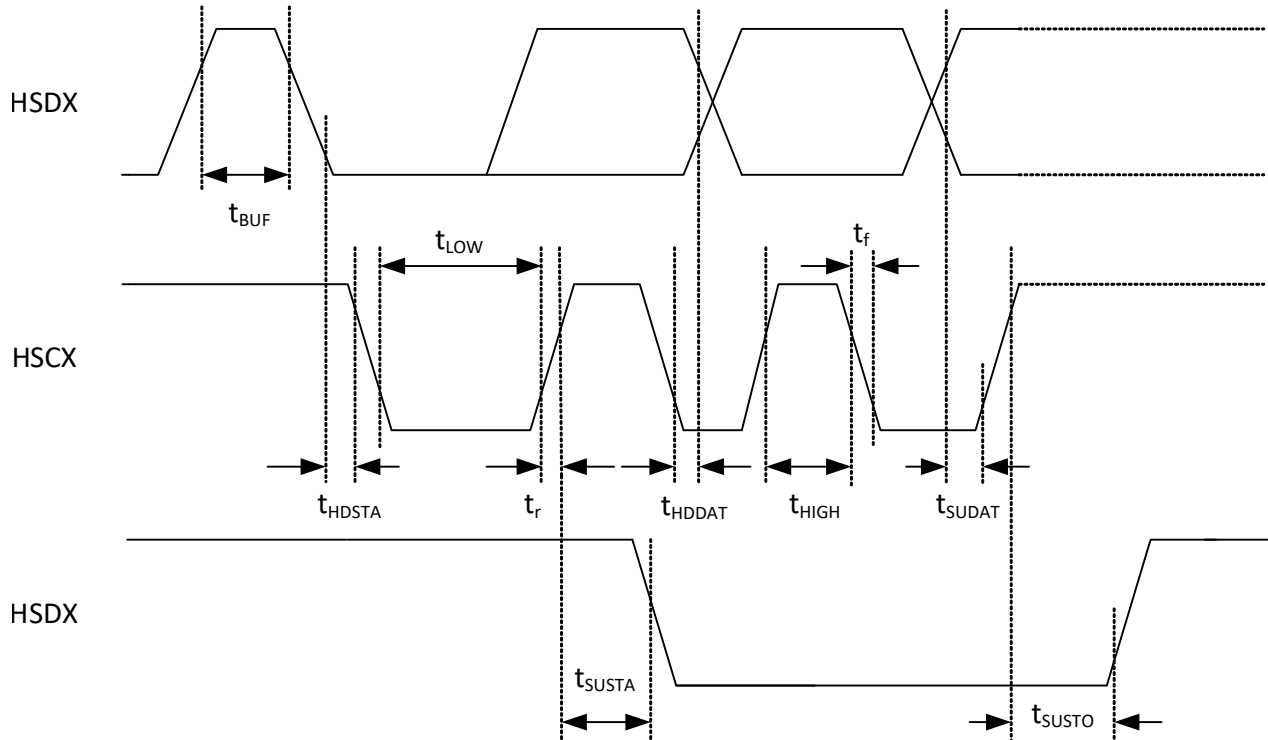 HSDX
tBUF
tLOW
tf
HSCX
tHDSTA
tr
tHDDAT
tHIGH
tSUDAT
HSDX
tSUSTA
tSUSTO